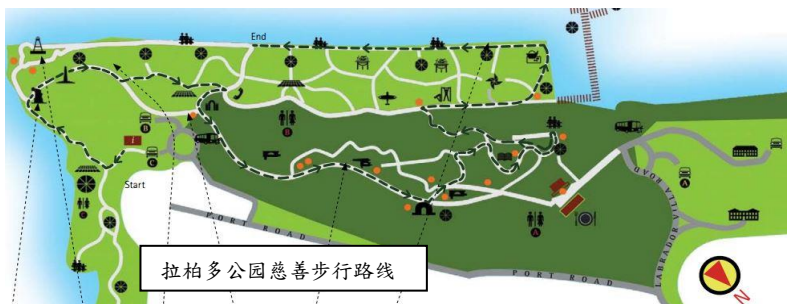 End
B
B
i
C
Start
C
A
A
PORT ROAD
PORT ROAD
LABRADOR VILLA ROAD
N
拉柏多公园慈善步行路线